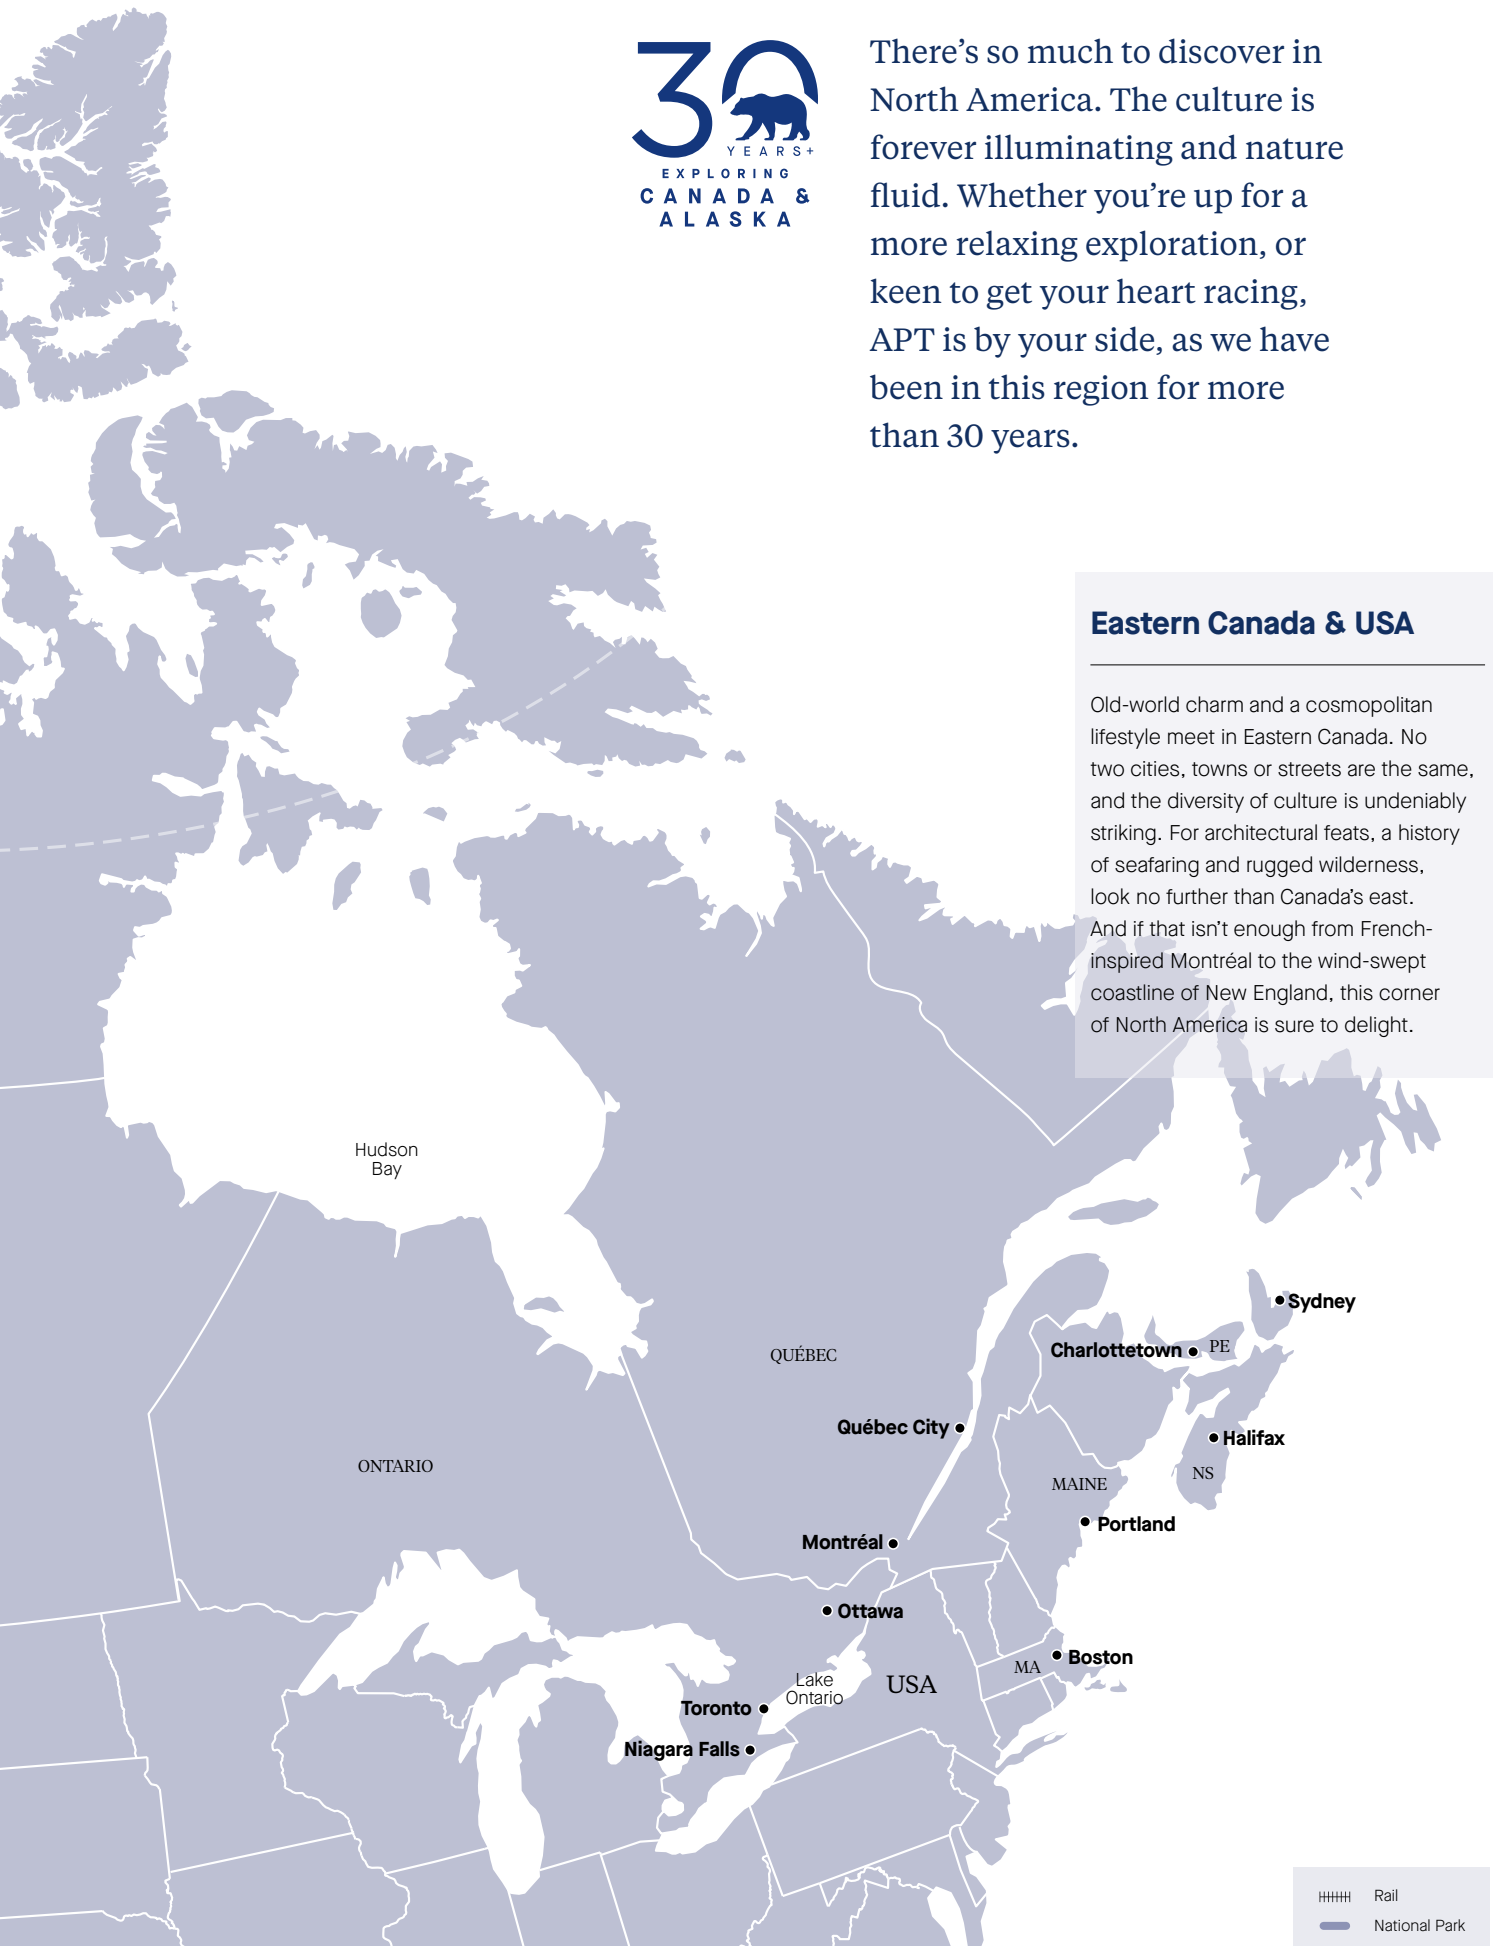 30
YEARS+
EXPLORING
CANADA &
ALASKA
There’s so much to discover in
North America. The culture is
forever illuminating and nature
fluid. Whether you’re up for a
more relaxing exploration, or
keen to get your heart racing,
APT is by your side, as we have
been in this region for more
than 30 years.
Eastern Canada & USA
Old-world charm and a cosmopolitan
lifestyle meet in Eastern Canada. No
two cities, towns or streets are the same,
and the diversity of culture is undeniably
striking. For architectural feats, a history
of seafaring and rugged wilderness,
look no further than Canada’s east.
And if that isn’t enough from French-
inspired Montréal to the wind-swept
coastline of New England, this corner
of North America is sure to delight.
Hudson
Bay
Sydney
Charlottetown
PE
QUÉBEC
Québec City
Halifax
ONTARIO
NS
MAINE
Portland
Montréal
Ottawa
Boston
MA
Lake
Ontario
USA
Toronto
Niagara Falls
Rail
National Park